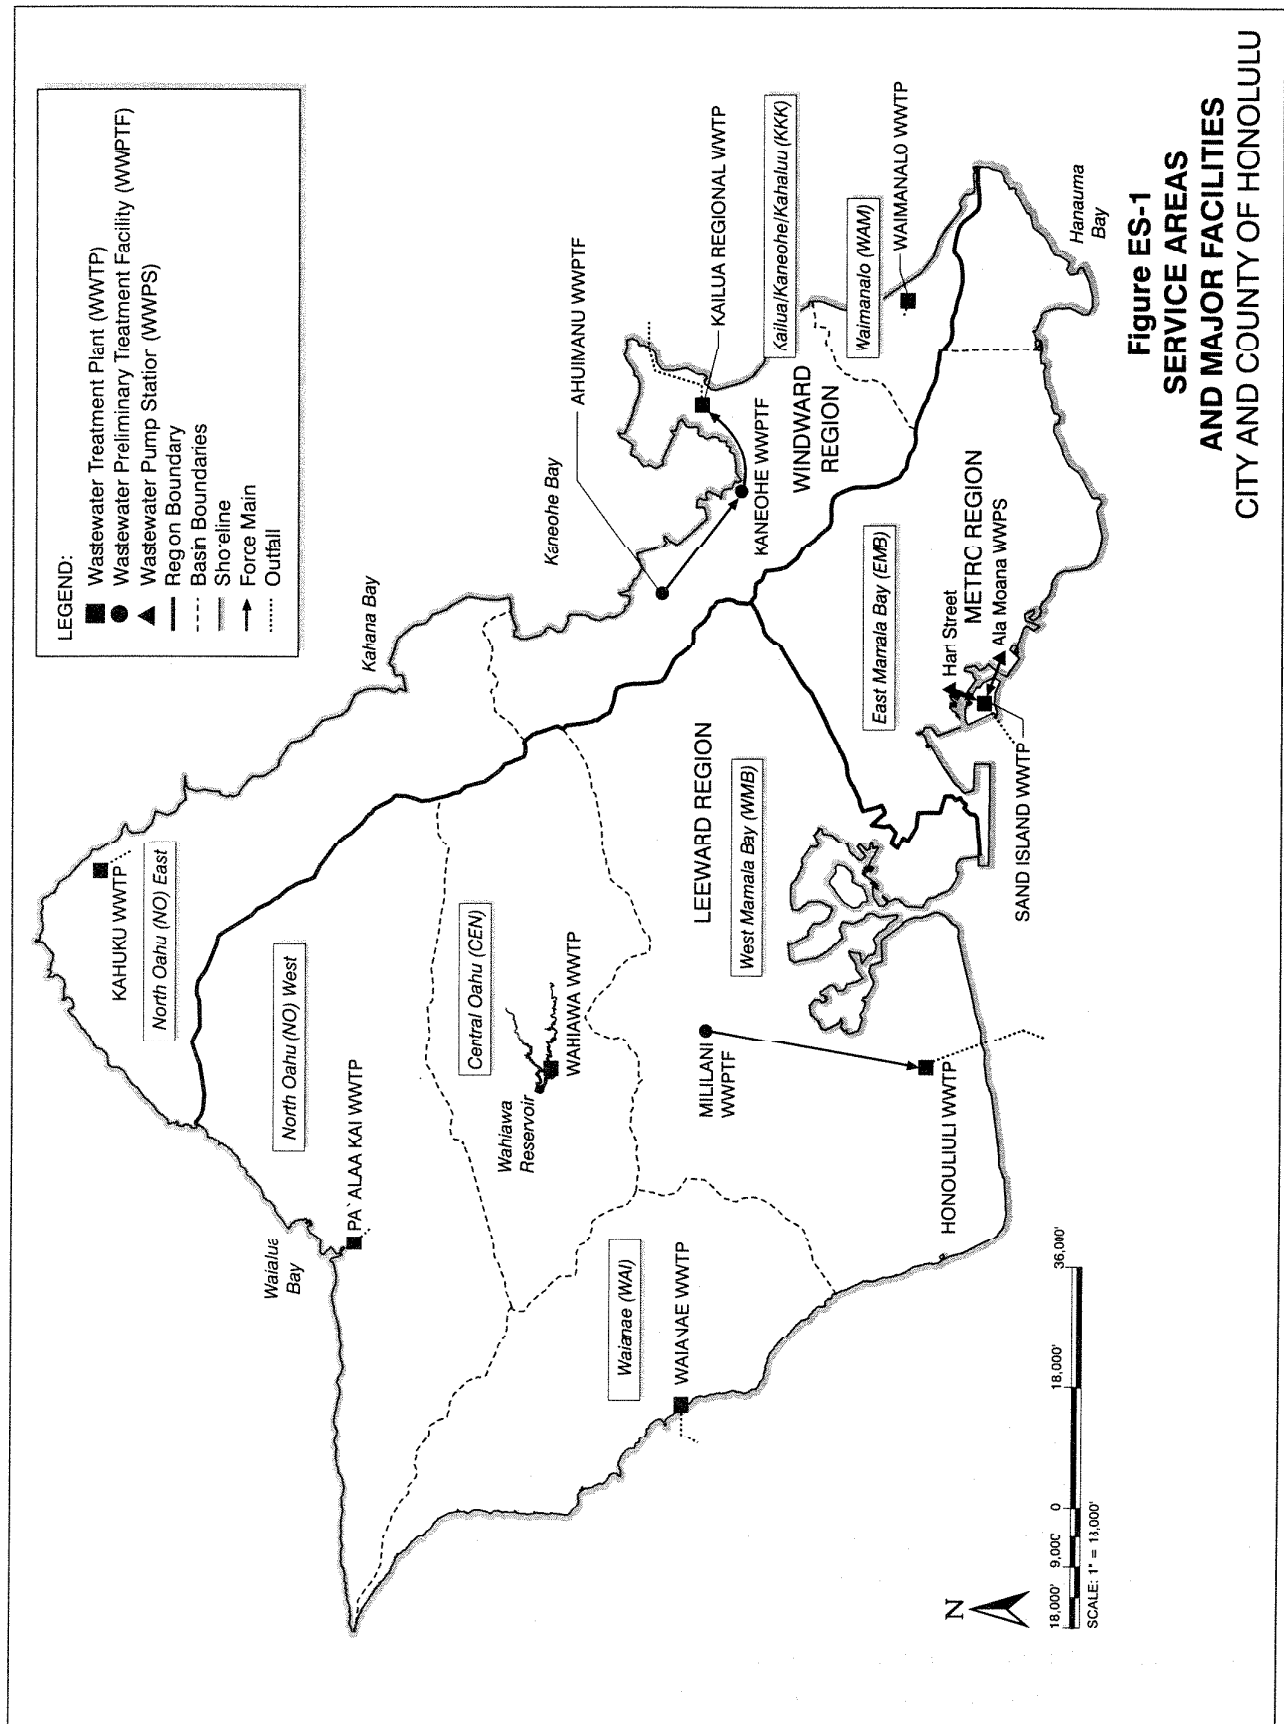 LEGEND:
Wastewater Treatment Plant (WWTP)
Wastewater Preliminary Treatment Facility (WWPTF)
Wastewater Pump Station (WWPS)
Region Boundary
Basin Boundaries
Shoreline
Force Main
Outfall
KAHUKU WWTP
North Oahu (NO) East
Kahana Bay
North Oahu (NO) West
Waialua
Bay
PA`ALAA KAI WWTP
Central Oahu (CEN)
Wahiawa
Reservoir
WAHIAWA WWTP
Kaneohe Bay
AHUIMANU WWPTF
KAILUA REGIONAL WWTP
KANEOHE WWPTF
Kailua/Kaneohe/Kahaluu (KKK)
WINDWARD
REGION
Waimanalo (WAM)
WAIMANALO WWTP
Waianae (WAI)
WAIANAE WWTP
MILILANI
WWPTF
LEEWARD REGION
West Mamala Bay (WMB)
East Mamala Bay (EMB)
Hart Street
METRO REGION
Ala Moana WWPS
HONOULIULI WWTP
SAND ISLAND WWTP
Hanauma
Bay
N
18,000' 9,000' 0 18,000' 36,000'
SCALE: 1" = 18,000'
Figure ES-1
SERVICE AREAS
AND MAJOR FACILITIES
CITY AND COUNTY OF HONOLULU